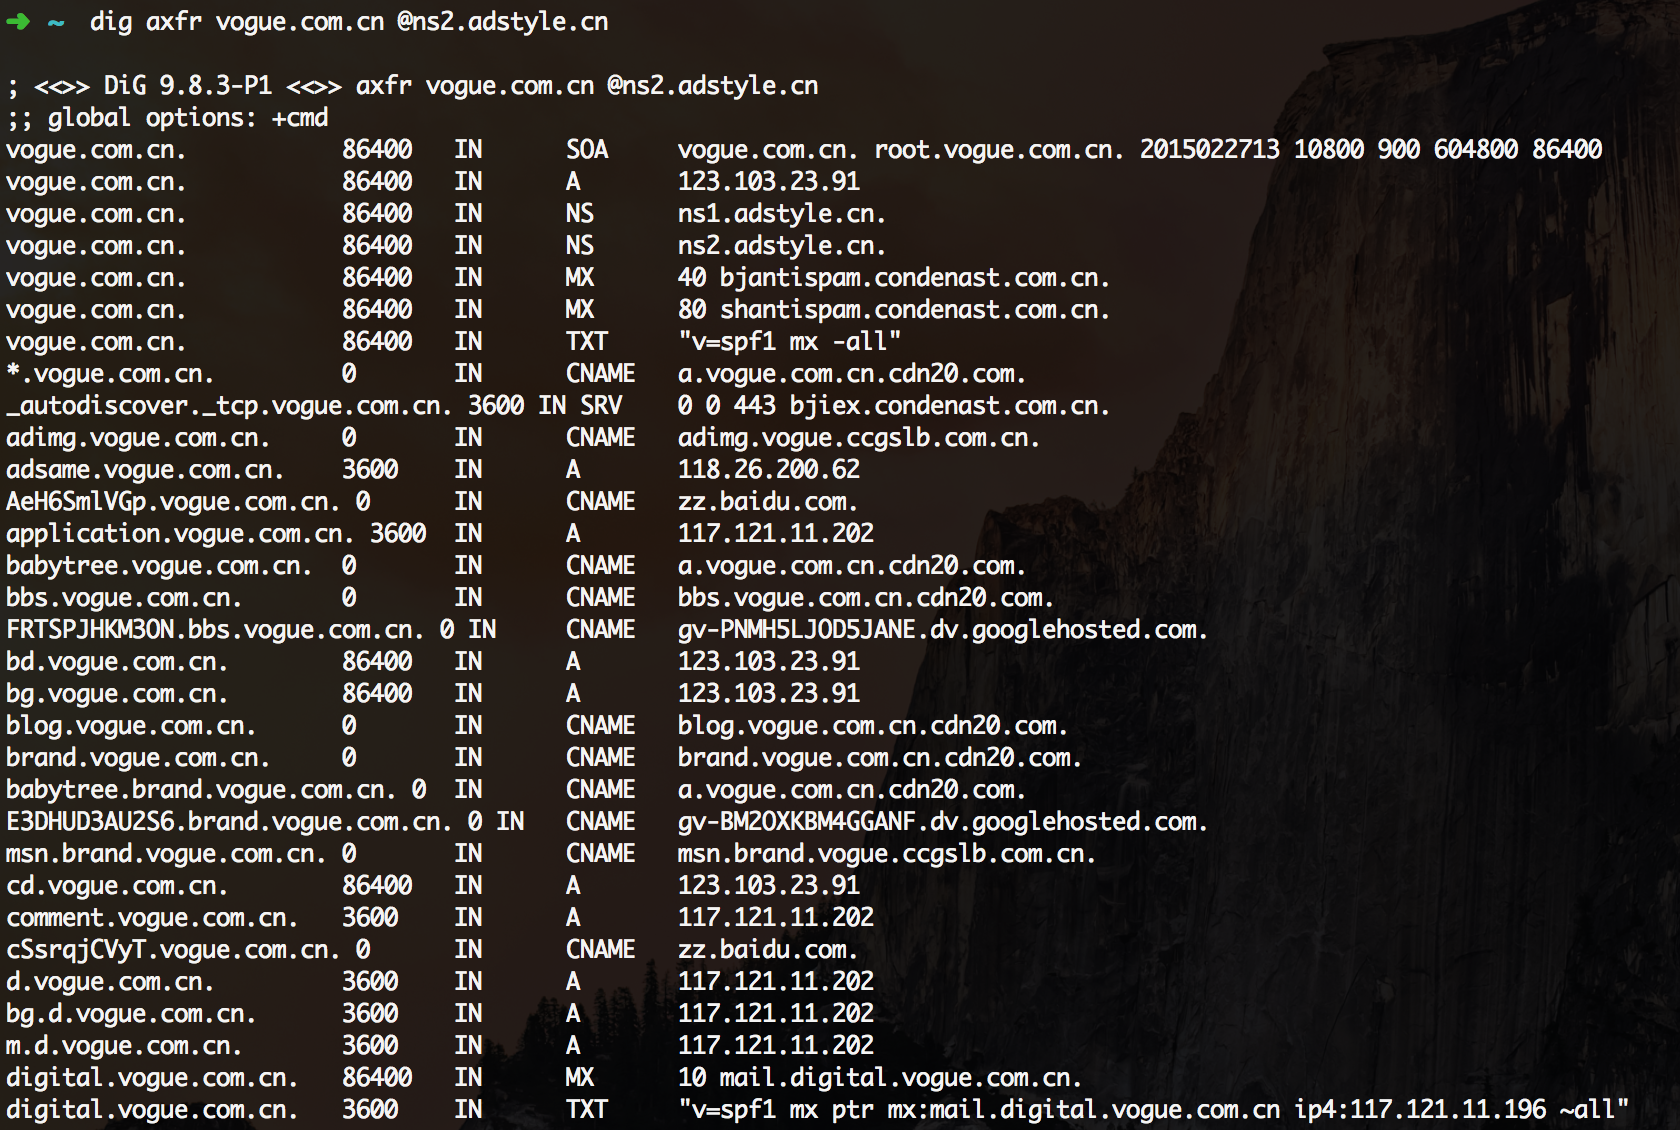 ➜ ~ dig axfr vogue.com.cn @ns2.adstyle.cn
; <<>> DiG 9.8.3-P1 <<>> axfr vogue.com.cn @ns2.adstyle.cn
;; global options: +cmd
vogue.com.cn. 86400 IN SOA vogue.com.cn. root.vogue.com.cn. 2015022713 10800 900 604800 86400
vogue.com.cn. 86400 IN A 123.103.23.91
vogue.com.cn. 86400 IN NS ns1.adstyle.cn.
vogue.com.cn. 86400 IN NS ns2.adstyle.cn.
vogue.com.cn. 86400 IN MX 40 bjantispam.condenast.com.cn.
vogue.com.cn. 86400 IN MX 80 shantispam.condenast.com.cn.
vogue.com.cn. 86400 IN TXT "v=spf1 mx -all"
*.vogue.com.cn. 0 IN CNAME a.vogue.com.cn.cdn20.com.
_autodiscover._tcp.vogue.com.cn. 3600 IN SRV 0 0 443 bjiex.condenast.com.cn.
adimg.vogue.com.cn. 0 IN CNAME adimg.vogue.ccgslb.com.cn.
adsame.vogue.com.cn. 3600 IN A 118.26.200.62
AeH6SmlVGp.vogue.com.cn. 0 IN CNAME zz.baidu.com.
application.vogue.com.cn. 3600 IN A 117.121.11.202
babytree.vogue.com.cn. 0 IN CNAME a.vogue.com.cn.cdn20.com.
bbs.vogue.com.cn. 0 IN CNAME bbs.vogue.com.cn.cdn20.com.
FRTSPJHKM3ON.bbs.vogue.com.cn. 0 IN CNAME gv-PNMH5LJOD5JANE.dv.googlehosted.com.
bd.vogue.com.cn. 86400 IN A 123.103.23.91
bg.vogue.com.cn. 86400 IN A 123.103.23.91
blog.vogue.com.cn. 0 IN CNAME blog.vogue.com.cn.cdn20.com.
brand.vogue.com.cn. 0 IN CNAME brand.vogue.com.cn.cdn20.com.
babytree.brand.vogue.com.cn. 0 IN CNAME a.vogue.com.cn.cdn20.com.
E3DHUD3AU2S6.brand.vogue.com.cn. 0 IN CNAME gv-BM2OXKBM4GGANF.dv.googlehosted.com.
msn.brand.vogue.com.cn. 0 IN CNAME msn.brand.vogue.ccgslb.com.cn.
cd.vogue.com.cn. 86400 IN A 123.103.23.91
comment.vogue.com.cn. 3600 IN A 117.121.11.202
cSsrqjCVyT.vogue.com.cn. 0 IN CNAME zz.baidu.com.
d.vogue.com.cn. 3600 IN A 117.121.11.202
bg.d.vogue.com.cn. 3600 IN A 117.121.11.202
m.d.vogue.com.cn. 3600 IN A 117.121.11.202
digital.vogue.com.cn. 86400 IN MX 10 mail.digital.vogue.com.cn.
digital.vogue.com.cn. 3600 IN TXT "v=spf1 mx ptr mx:mail.digital.vogue.com.cn ip4:117.121.11.196 ~all"